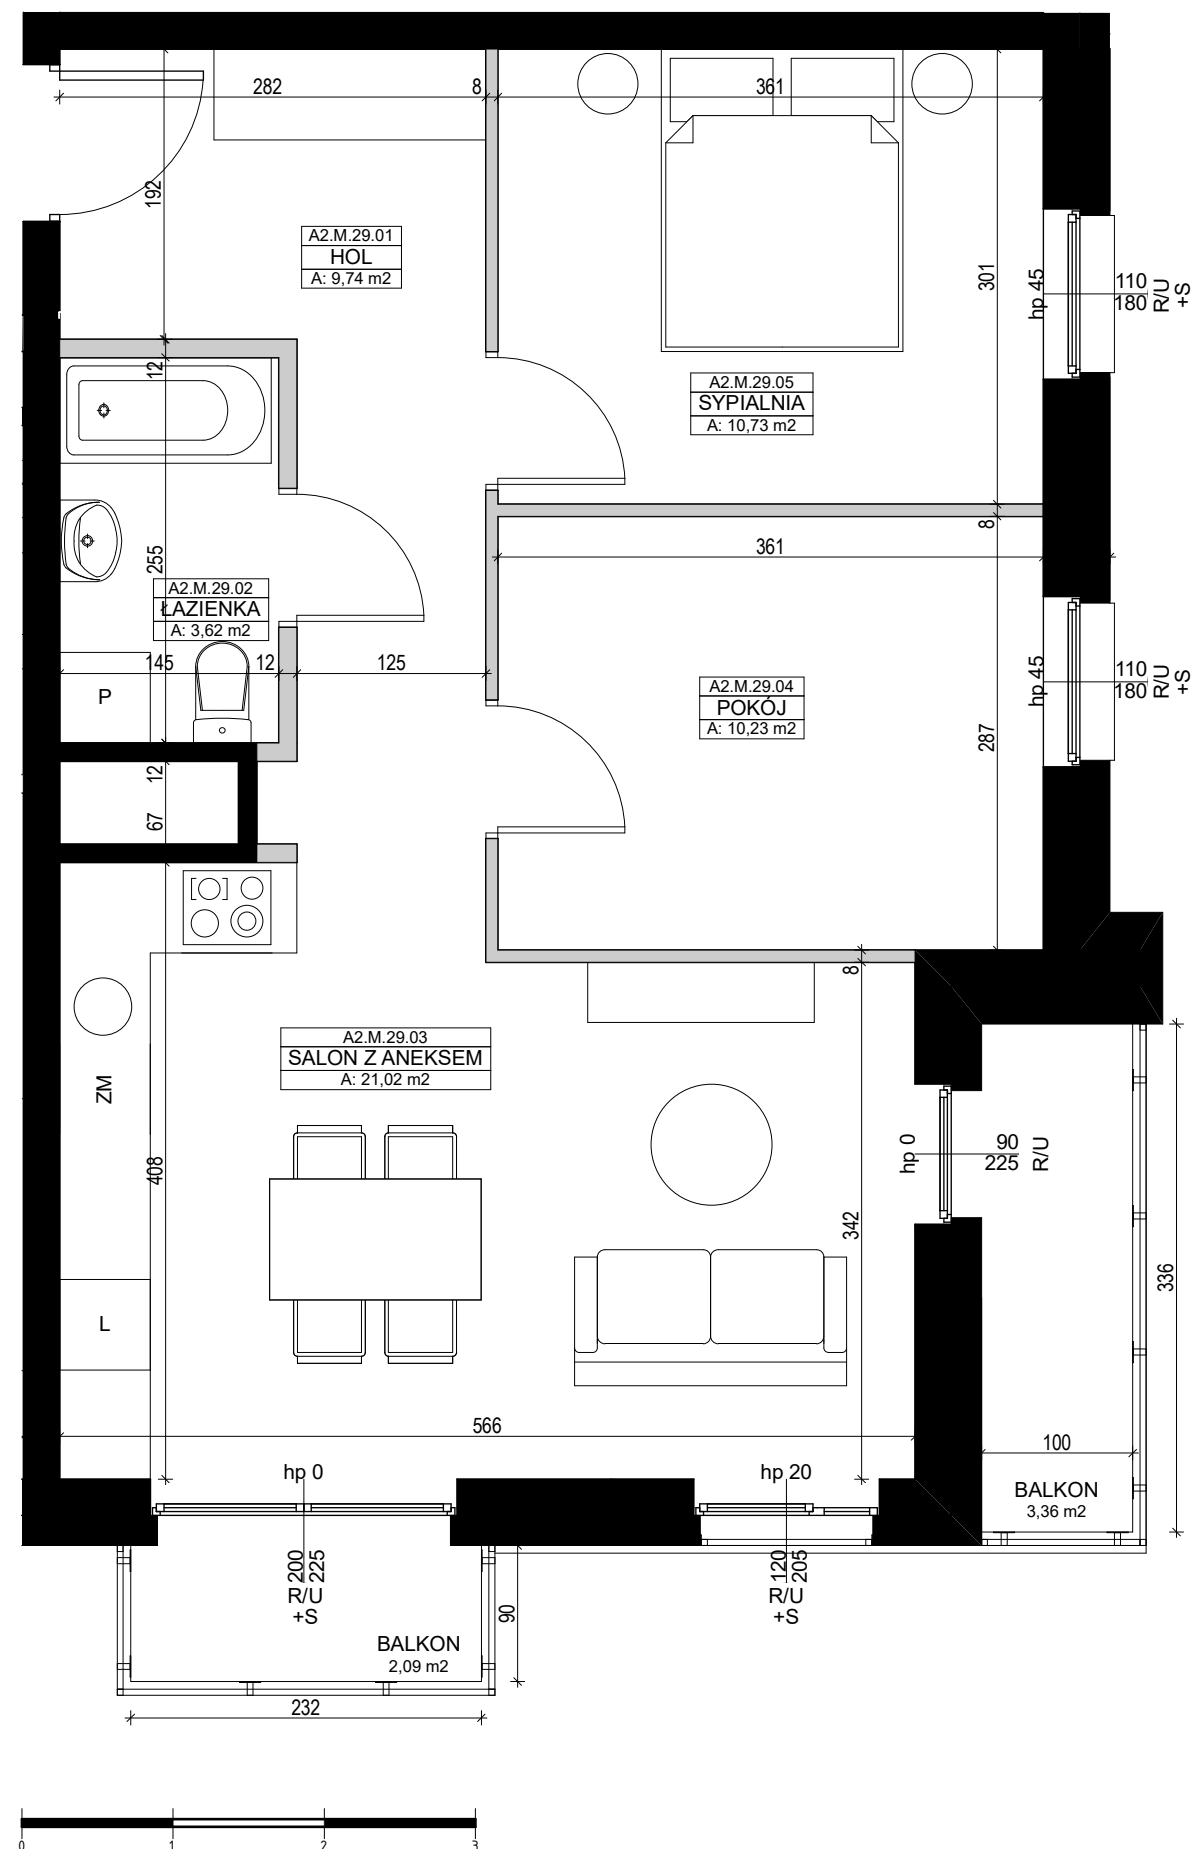 282
8
361
192
A2.M.29.01
HOL
A: 9,74 m2
301
hp 45
110
180
R/U
+S
12
A2.M.29.05
SYPIALNIA
A: 10,73 m2
8
361
255
A2.M.29.02
ŁAZIENKA
A: 3,62 m2
145
12
125
P
A2.M.29.04
POKÓJ
A: 10,23 m2
hp 45
110
180
R/U
+S
287
12
67
8
A2.M.29.03
SALON Z ANEKSEM
A: 21,02 m2
ZM
408
hp 0
90
225
R/U
342
336
L
566
100
hp 0
hp 20
BALKON
3,36 m2
200
225
R/U
+S
120
205
R/U
+S
90
BALKON
2,09 m2
232
0
1
2
3